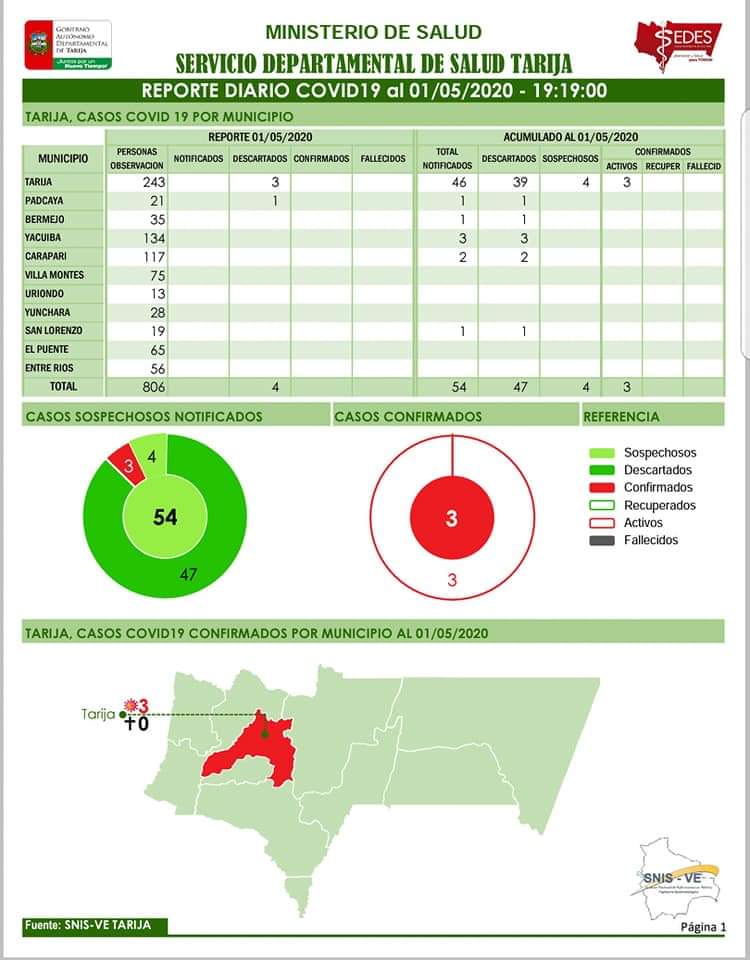 GOBIERNO
AUTÓNOMO
DEPARTAMENTAL
DE TARIJA
¡Juntos por un
Nuevo Tiempo!
MINISTERIO DE SALUD
SERVICIO DEPARTAMENTAL DE SALUD TARIJA
SEDES
REPORTE DIARIO COVID19 al 01/05/2020 - 19:19:00
TARIJA, CASOS COVID 19 POR MUNICIPIO
REPORTE 01/05/2020 ACUMULADO AL 01/05/2020
MUNICIPIO PERSONAS OBSERVACION NOTIFICADOS DESCARTADOS CONFIRMADOS FALLECIDOS TOTAL NOTIFICADOS DESCARTADOS SOSPECHOSOS CONFIRMADOS
ACTIVOS RECUPER FALLECID
TARIJA 243 3 46 39 4 3
PADCAYA 21 1 1 1
BERMEJO 35 1 1
YACUIBA 134 3 3
CARAPARI 117 2 2
VILLA MONTES 75
URIONDO 13
YUNCHARA 28
SAN LORENZO 19 1 1
EL PUENTE 65
ENTRE RIOS 56
TOTAL 806 4 54 47 4 3
CASOS SOSPECHOSOS NOTIFICADOS
3
4
54
47
CASOS CONFIRMADOS
3
3
REFERENCIA
Sospechosos
Descartados
Confirmados
Recuperados
Activos
Fallecidos
TARIJA, CASOS COVID19 CONFIRMADOS POR MUNICIPIO AL 01/05/2020
Tarija 3
0
SNIS - VE
Fuente: SNIS-VE TARIJA
Página 1